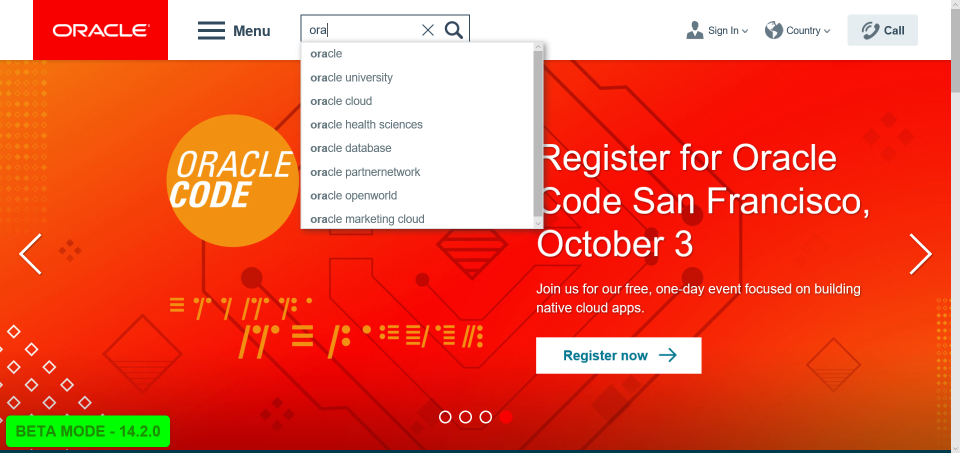 ORACLE
Menu
ora
Sign In
Country
Call
oracle
oracle university
oracle cloud
oracle health sciences
oracle database
oracle partnernetwork
oracle openworld
oracle marketing cloud
ORACLE
CODE
Register for Oracle
Code San Francisco,
October 3
Join us for our free, one-day event focused on building
native cloud apps.
Register now
BETA MODE - 14.2.0